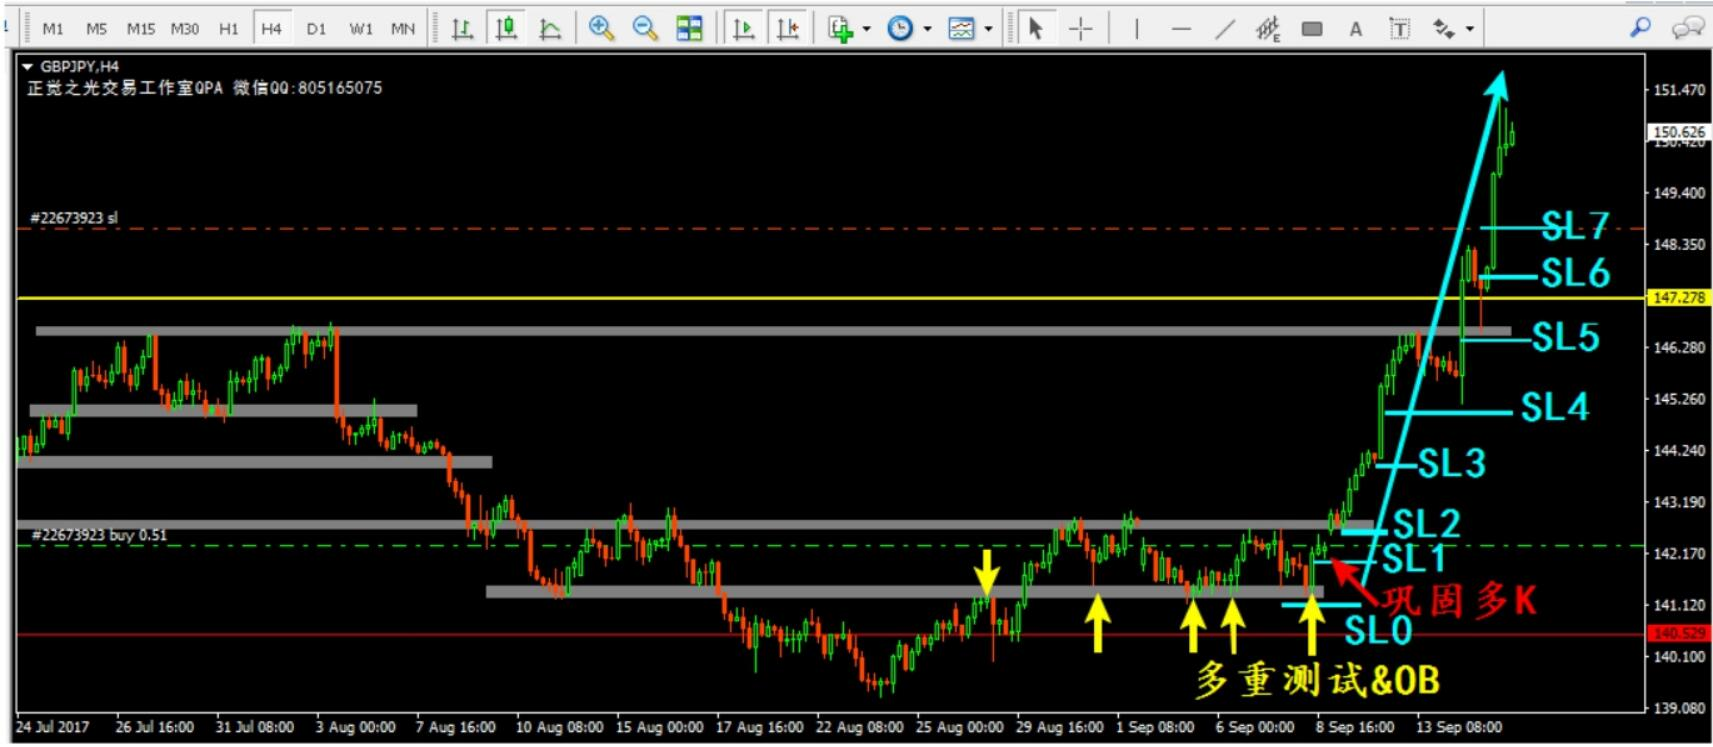 M1 M5 M15 M30 H1 H4 D1 W1 MN E A T
GBPJPY,H4
正觉之光交易工作室QPA 微信QQ:805165075
151.470
150.626
150.420
149.400
#22673923 sl
SL7
148.350
SL6
147.278
SL5
146.280
145.260
SL4
144.240
SL3
143.190
SL2
#22673923 buy 0.51
142.170
SL1
巩固多K
141.120
SL0
140.529
140.100
多重测试&OB
139.080
24 Jul 2017 26 Jul 16:00 31 Jul 08:00 3 Aug 00:00 7 Aug 16:00 10 Aug 08:00 15 Aug 00:00 17 Aug 16:00 22 Aug 08:00 25 Aug 00:00 29 Aug 16:00 1 Sep 08:00 6 Sep 00:00 8 Sep 16:00 13 Sep 08:00